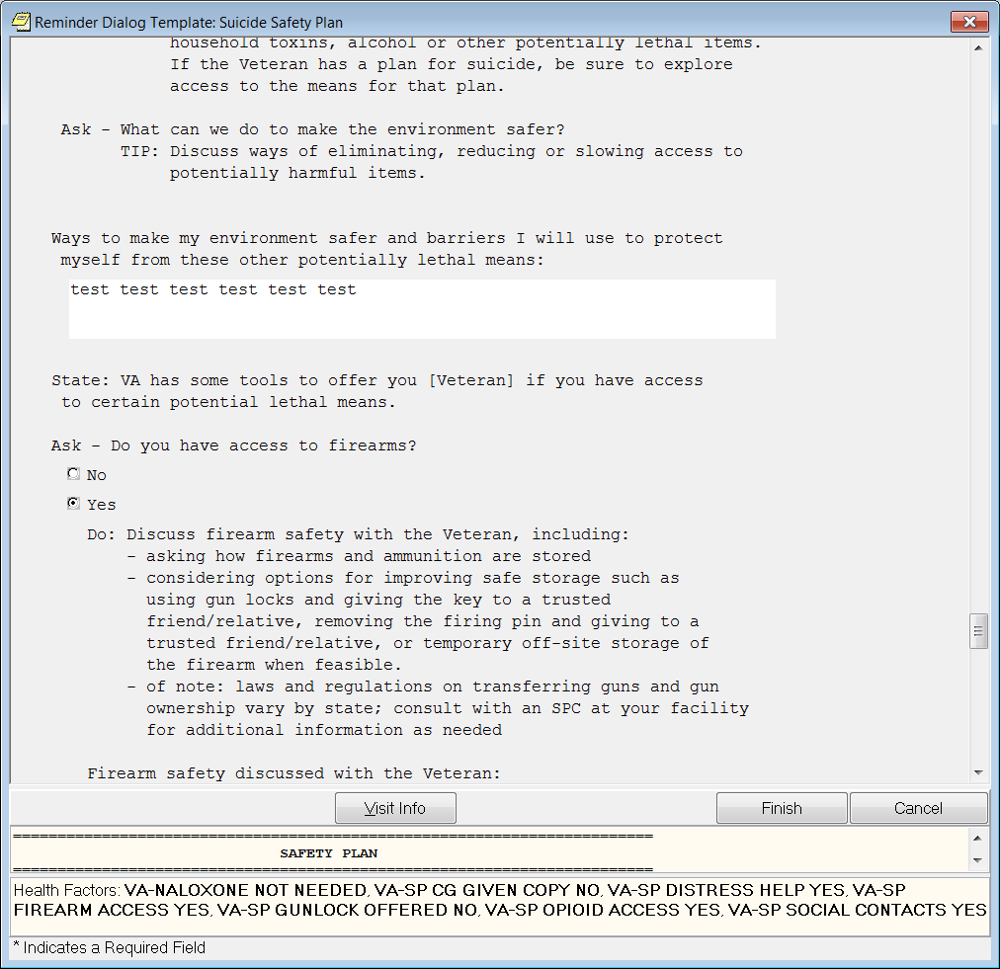 Reminder Dialog Template: Suicide Safety Plan
household toxins, alcohol or other potentially lethal items.
If the Veteran has a plan for suicide, be sure to explore
access to the means for that plan.
Ask - What can we do to make the environment safer?
TIP: Discuss ways of eliminating, reducing or slowing access to
potentially harmful items.
Ways to make my environment safer and barriers I will use to protect
myself from these other potentially lethal means:
test test test test test test
State: VA has some tools to offer you [Veteran] if you have access
to certain potential lethal means.
Ask - Do you have access to firearms?
No
Yes
Do: Discuss firearm safety with the Veteran, including:
- asking how firearms and ammunition are stored
- considering options for improving safe storage such as
using gun locks and giving the key to a trusted
friend/relative, removing the firing pin and giving to a
trusted friend/relative, or temporary off-site storage of
the firearm when feasible.
- of note: laws and regulations on transferring guns and gun
ownership vary by state; consult with an SPC at your facility
for additional information as needed
Firearm safety discussed with the Veteran:
Visit Info Finish Cancel
SAFETY PLAN
Health Factors: VA-NALOXONE NOT NEEDED, VA-SP CG GIVEN COPY NO, VA-SP DISTRESS HELP YES, VA-SP
FIREARM ACCESS YES, VA-SP GUNLOCK OFFERED NO, VA-SP OPIOID ACCESS YES, VA-SP SOCIAL CONTACTS YES
* Indicates a Required Field